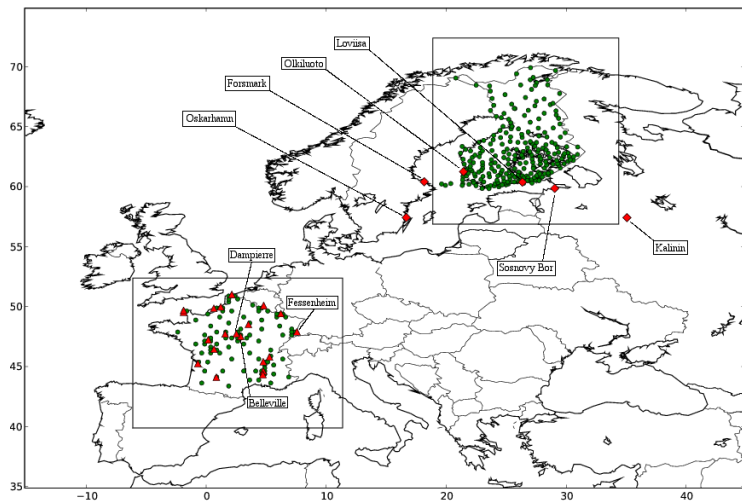 70
65
60
55
50
45
40
35
−10
0
10
20
30
40
Loviisa
Olkiluoto
Forsmark
Oskarhamn
Kalinin
Sosnovy Bor
Dampierre
Fessenheim
Belleville